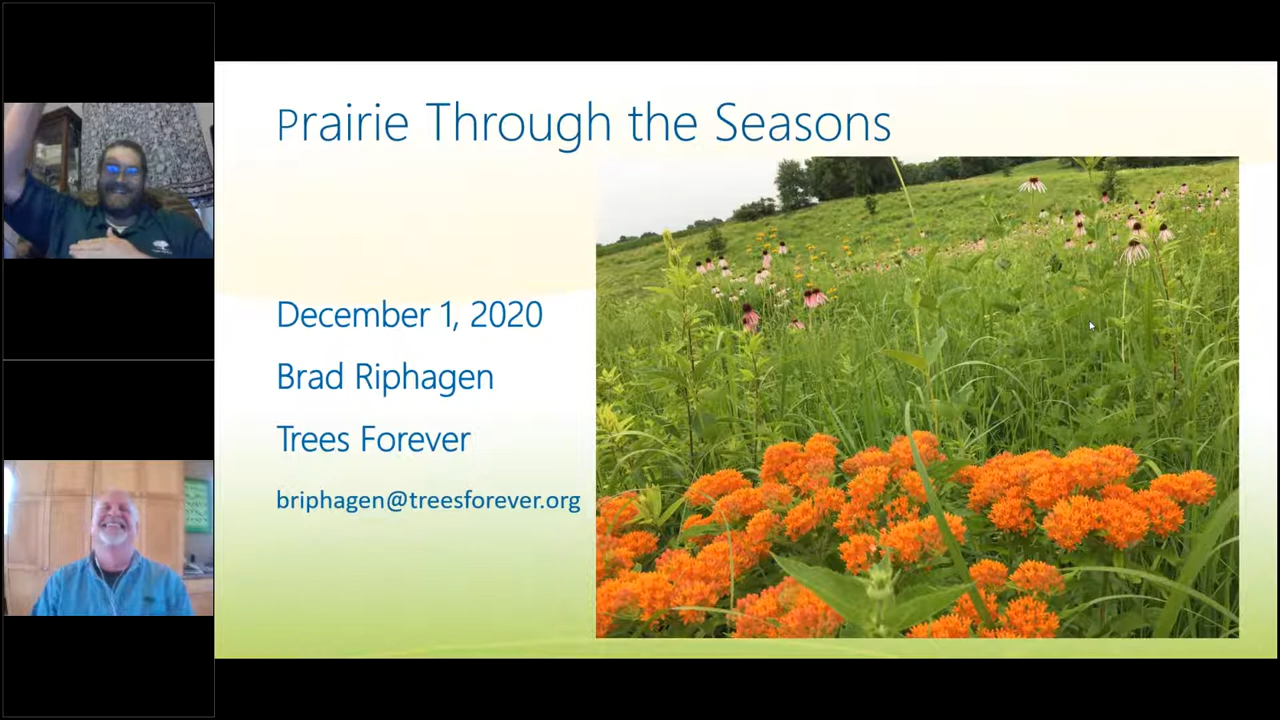 Prairie Through the Seasons
December 1, 2020
Brad Riphagen
Trees Forever
briphagen@treesforever.org